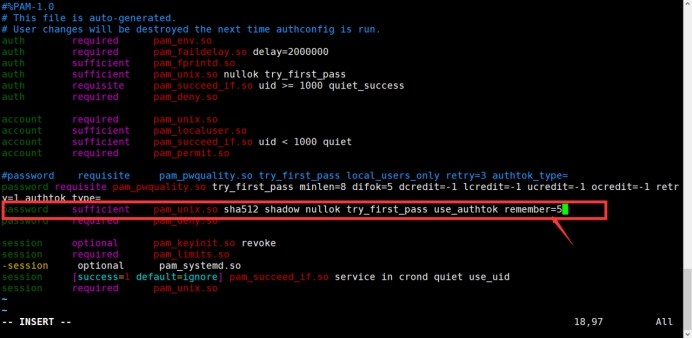 #%PAM-1.0
# This file is auto-generated.
# User changes will be destroyed the next time authconfig is run.
auth required pam_env.so
auth required pam_faildelay.so delay=2000000
auth sufficient pam_fprintd.so
auth sufficient pam_unix.so nullok try_first_pass
auth requisite pam_succeed_if.so uid >= 1000 quiet_success
auth required pam_deny.so
account required pam_unix.so
account sufficient pam_localuser.so
account sufficient pam_succeed_if.so uid < 1000 quiet
account required pam_permit.so
#password requisite pam_pwquality.so try_first_pass local_users_only retry=3 authtok_type=
password requisite pam_pwquality.so try_first_pass minlen=8 difok=5 dcredit=-1 lcredit=-1 ucredit=-1 ocredit=-1 retr
y=1 authtok_type=
password sufficient pam_unix.so sha512 shadow nullok try_first_pass use_authtok remember=5
password required pam_deny.so
session optional pam_keyinit.so revoke
session required pam_limits.so
-session optional pam_systemd.so
session [success=1 default=ignore] pam_succeed_if.so service in crond quiet use_uid
session required pam_unix.so
~
~
-- INSERT -- 18,97 All